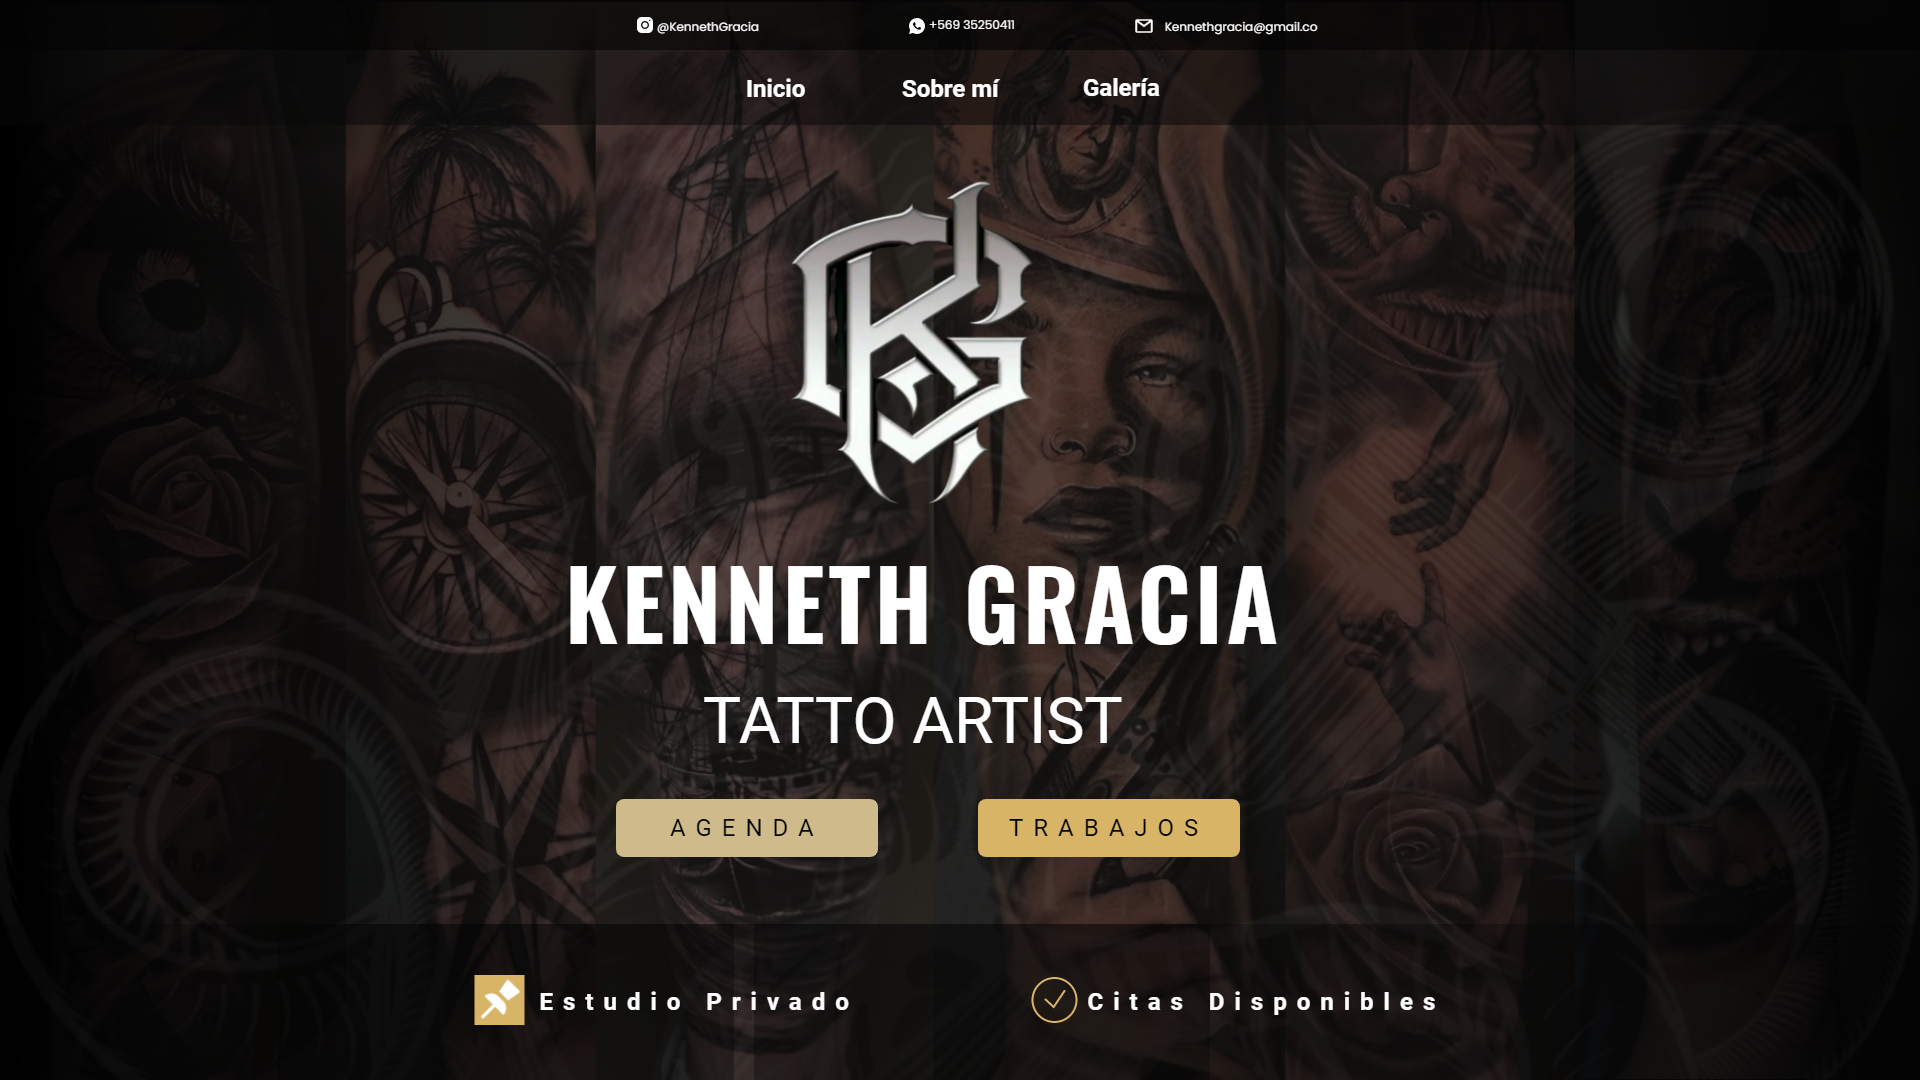 @KennethGracia
+569 35250411
Kennethgracia@gmail.co
Inicio
Sobre mí
Galería
KG
KENNETH GRACIA
TATTO ARTIST
AGENDA
TRABAJOS
Estudio Privado
Citas Disponibles